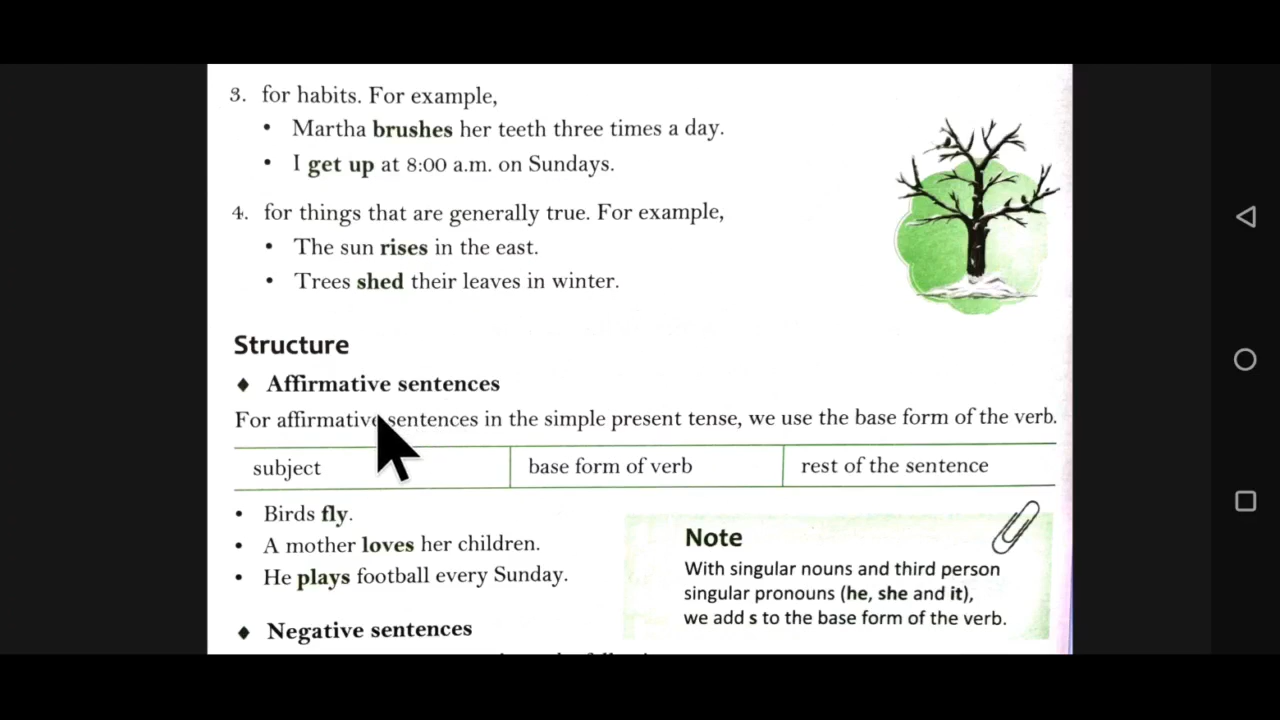 3. for habits. For example,
• Martha brushes her teeth three times a day.
• I get up at 8:00 a.m. on Sundays.
4. for things that are generally true. For example,
• The sun rises in the east.
• Trees shed their leaves in winter.
Structure
♦ Affirmative sentences
For affirmative sentences in the simple present tense, we use the base form of the verb.
subject base form of verb rest of the sentence
• Birds fly.
• A mother loves her children.
• He plays football every Sunday.
Note
With singular nouns and third person
singular pronouns (he, she and it),
we add s to the base form of the verb.
♦ Negative sentences